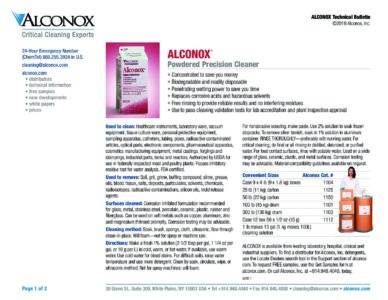 ALCONOX
Critical Cleaning Experts
ALCONOX Technical Bulletin
©2016 Alconox, Inc.
24-Hour Emergency Number
(ChemTel) 888.255.3924 in U.S.
cleaning@alconox.com
alconox.com
• distributors
• technical information
• free samples
• new developments
• white papers
• prices
ALCONOX®
Powdered Precision Cleaner
• Concentrated to save you money
• Biodegradable and readily disposable
• Penetrating wetting power to save you time
• Replaces corrosive acids and hazardous solvents
• Free rinsing to provide reliable results and no interfering residues
• Use to pass cleaning validation tests for lab accreditation and plant inspection approval
Used to clean: Healthcare instruments, laboratory ware, vacuum
equipment, tissue culture ware, personal protective equipment,
sampling apparatus, catheters, tubing, pipes, radioactive contaminated
articles, optical parts, electronic components, pharmaceutical apparatus,
cosmetics manufacturing equipment, metal castings, forgings and
stampings, industrial parts, tanks and reactors. Authorized by USDA for
use in federally inspected meat and poultry plants. Passes inhibitory
residue test for water analysis. FDA certified.
Used to remove: Soil, grit, grime, buffing compound, slime, grease,
oils, blood, tissue, salts, deposits, particulates, solvents, chemicals,
radioisotopes, radioactive contaminations, silicon oils, mold release
agents.
Surfaces cleaned: Corrosion inhibited formulation recommended
for glass, metal, stainless steel, porcelain, ceramic, plastic, rubber and
fiberglass. Can be used on soft metals such as copper, aluminum, zinc
and magnesium if rinsed promptly. Corrosion testing may be advisable.
Cleaning method: Soak, brush, sponge, cloth, ultrasonic, flow through
clean-in-place. Will foam—not for spray or machine use.
Directions: Make a fresh 1% solution (2 1/2 tbsp per gal, 1 1/4 oz per
gal. or 10 g. per L) in cold, warm, or hot water. If available, use warm
water. Use cold water for blood stains. For difficult soils, raise water
temperature and use more detergent. Clean by soak, circulate, wipe, or
ultrasonic method. Not for spray machines; will foam.
For nonabrasive scouring, make paste. Use 2% solution to soak frozen
stopcocks. To remove silver tarnish, soak in 1% solution in aluminum
container. RINSE THOROUGHLY—preferably with running water. For
critical cleaning, do final or all rinsing in distilled, deionized, or purified
water. For food contact surfaces, rinse with potable water. Used on a wide
range of glass, ceramic, plastic, and metal surfaces. Corrosion testing
may be advisable. Material compatibility guidelines available on request.
Convenient Sizes Alconox Cat. #
Case (9 x 4 lb (9 x 1.8 kg) boxes 1104
25 lb (11 kg) carton 1125
50 lb (22 kg) carton 1150
100 lb (45 kg) drum 1101
300 lb (136 kg) drum 1103
1 lb makes 13 gal (1 kg makes 100L)
cleaning solution
ALCONOX is available from leading laboratory, hospital, clinical and
industrial suppliers. To find a distributor for Alconox, Inc. detergents,
use the Locate Dealers search tool in the Support section of alconox
.com. To request FREE samples, use the Get Samples form at
alconox.com. Or call Alconox, Inc. at +914.948.4040, today.
Page 1 of 2
30 Glenn St., White Plains, NY 10603 USA • Tel +914.948.4040 • Fax +914.948.4088 • cleaning@alconox.com • www.alconox.com